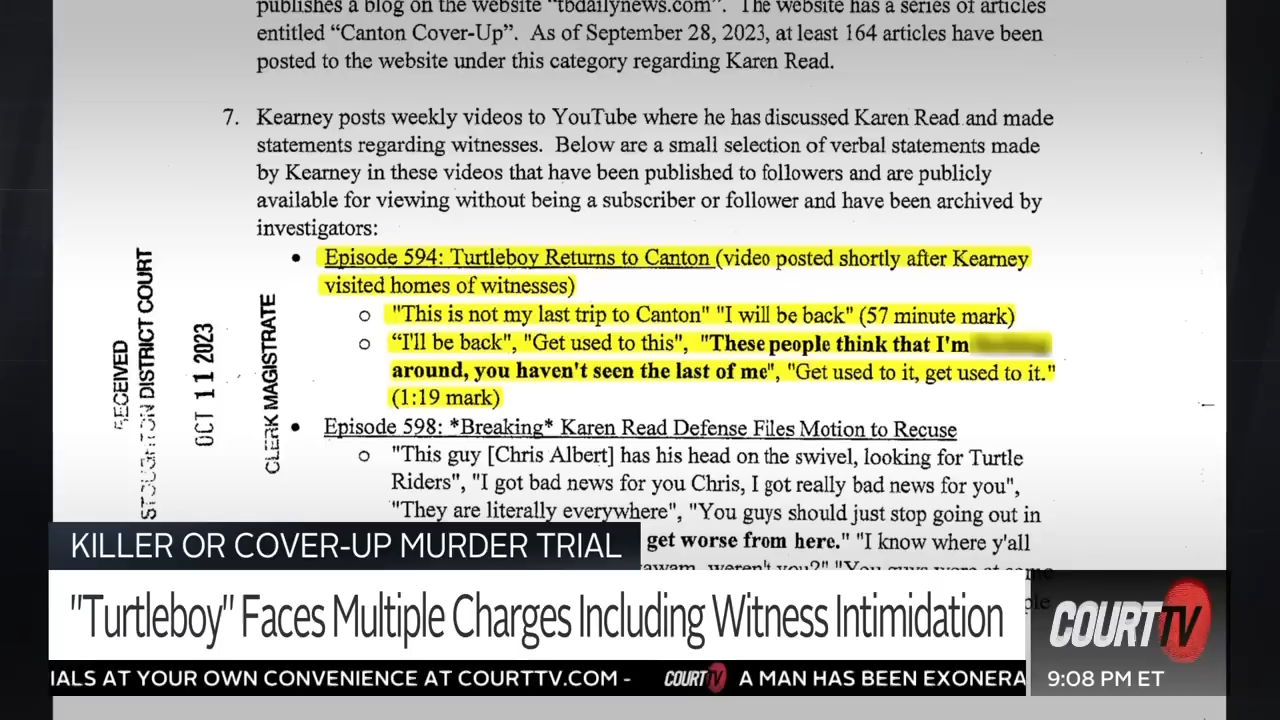 publishes a blog on the website "tbdailynews.com". The website has a series of articles
entitled “Canton Cover-Up”. As of September 28, 2023, at least 164 articles have been
posted to the website under this category regarding Karen Read.
7. Kearney posts weekly videos to YouTube where he has discussed Karen Read and made
statements regarding witnesses. Below are a small selection of verbal statements made
by Kearney in these videos that have been published to followers and are publicly
available for viewing without being a subscriber or follower and have been archived by
investigators:
• Episode 594: Turtleboy Returns to Canton (video posted shortly after Kearney
visited homes of witnesses)
o "This is not my last trip to Canton" "I will be back" (57 minute mark)
o “I'll be back", "Get used to this", "These people think that I'm
around, you haven't seen the last of me", "Get used to it, get used to it."
(1:19 mark)
• Episode 598: *Breaking* Karen Read Defense Files Motion to Recuse
o "This guy [Chris Albert] has his head on the swivel, looking for Turtle
Riders", "I got bad news for you Chris, I got really bad news for you",
"They are literally everywhere", "You guys should just stop going out in
get worse from here." "I know where y'all
weren't you?" "You guys were at some
RECEIVED
STOUGHTON DISTRICT COURT
OCT 11 2023
CLERK MAGISTRATE
KILLER OR COVER-UP MURDER TRIAL
"Turtleboy" Faces Multiple Charges Including Witness Intimidation
COURT TV
IALS AT YOUR OWN CONVENIENCE AT COURTTV.COM - COURT TV A MAN HAS BEEN EXONERA
9:08 PM ET